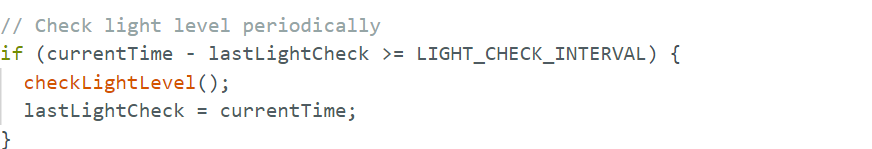 // Check light level periodically
if (currentTime - lastLightCheck >= LIGHT_CHECK_INTERVAL) {
  checkLightLevel();
  lastLightCheck = currentTime;
}